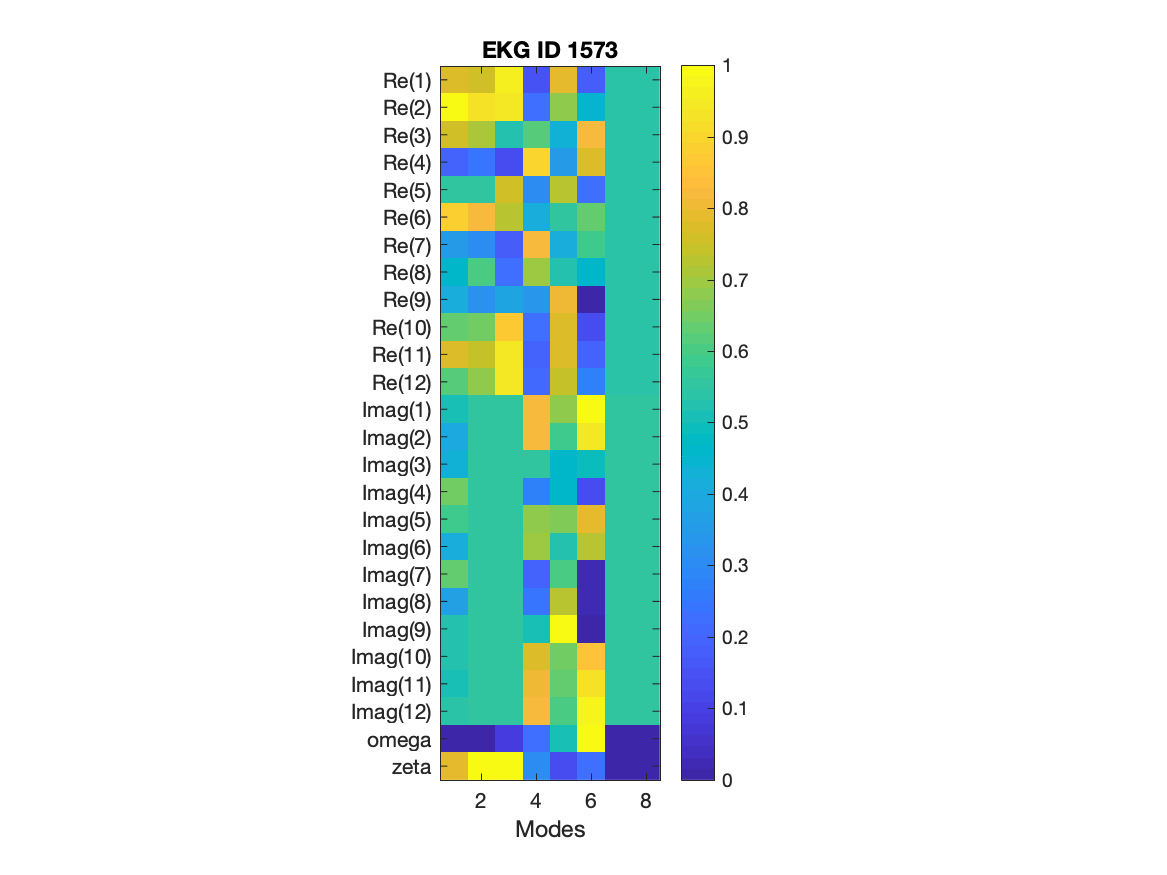 EKG ID 1573
Re(1)
Re(2)
Re(3)
Re(4)
Re(5)
Re(6)
Re(7)
Re(8)
Re(9)
Re(10)
Re(11)
Re(12)
Imag(1)
Imag(2)
Imag(3)
Imag(4)
Imag(5)
Imag(6)
Imag(7)
Imag(8)
Imag(9)
Imag(10)
Imag(11)
Imag(12)
omega
zeta
2 4 6 8
Modes
1
0.9
0.8
0.7
0.6
0.5
0.4
0.3
0.2
0.1
0